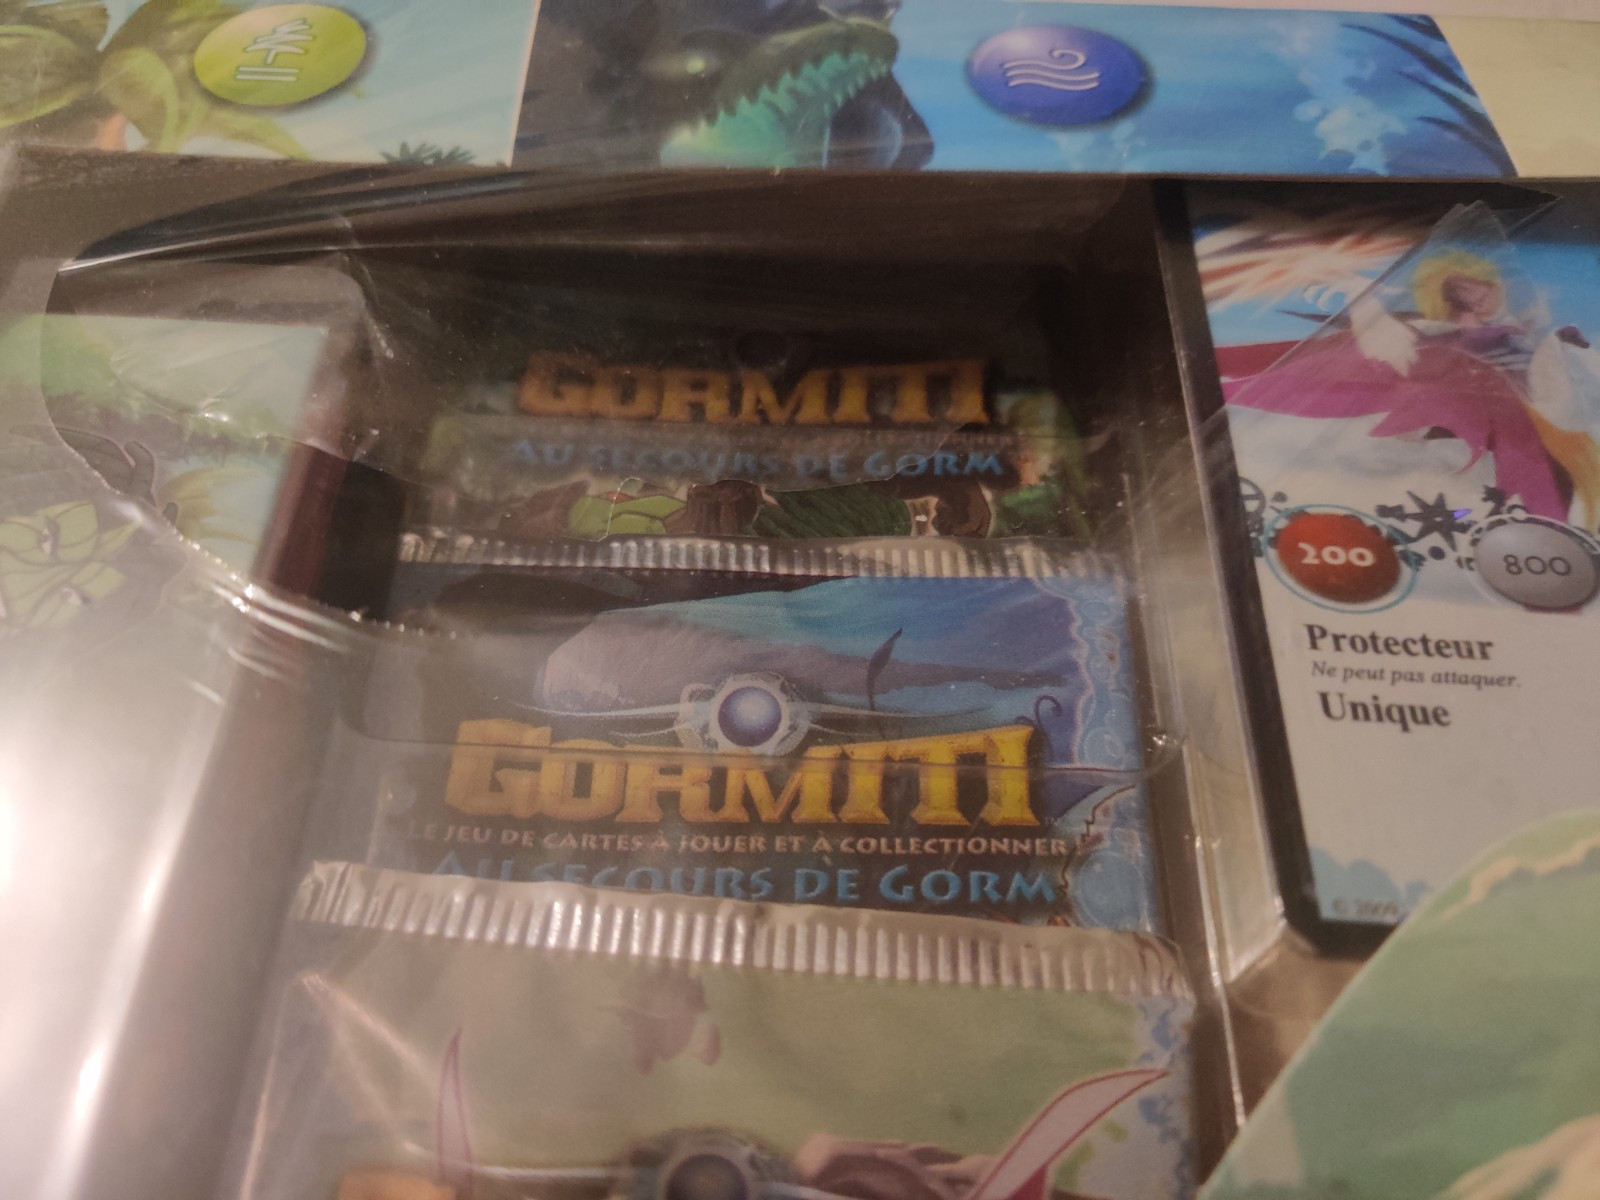 GORMITI
AU SECOURS DE GORM
GORMITI
LE JEU DE CARTES À JOUER ET À COLLECTIONNER
AU SECOURS DE GORM
200
800
Protecteur
Ne peut pas attaquer.
Unique
© 2009